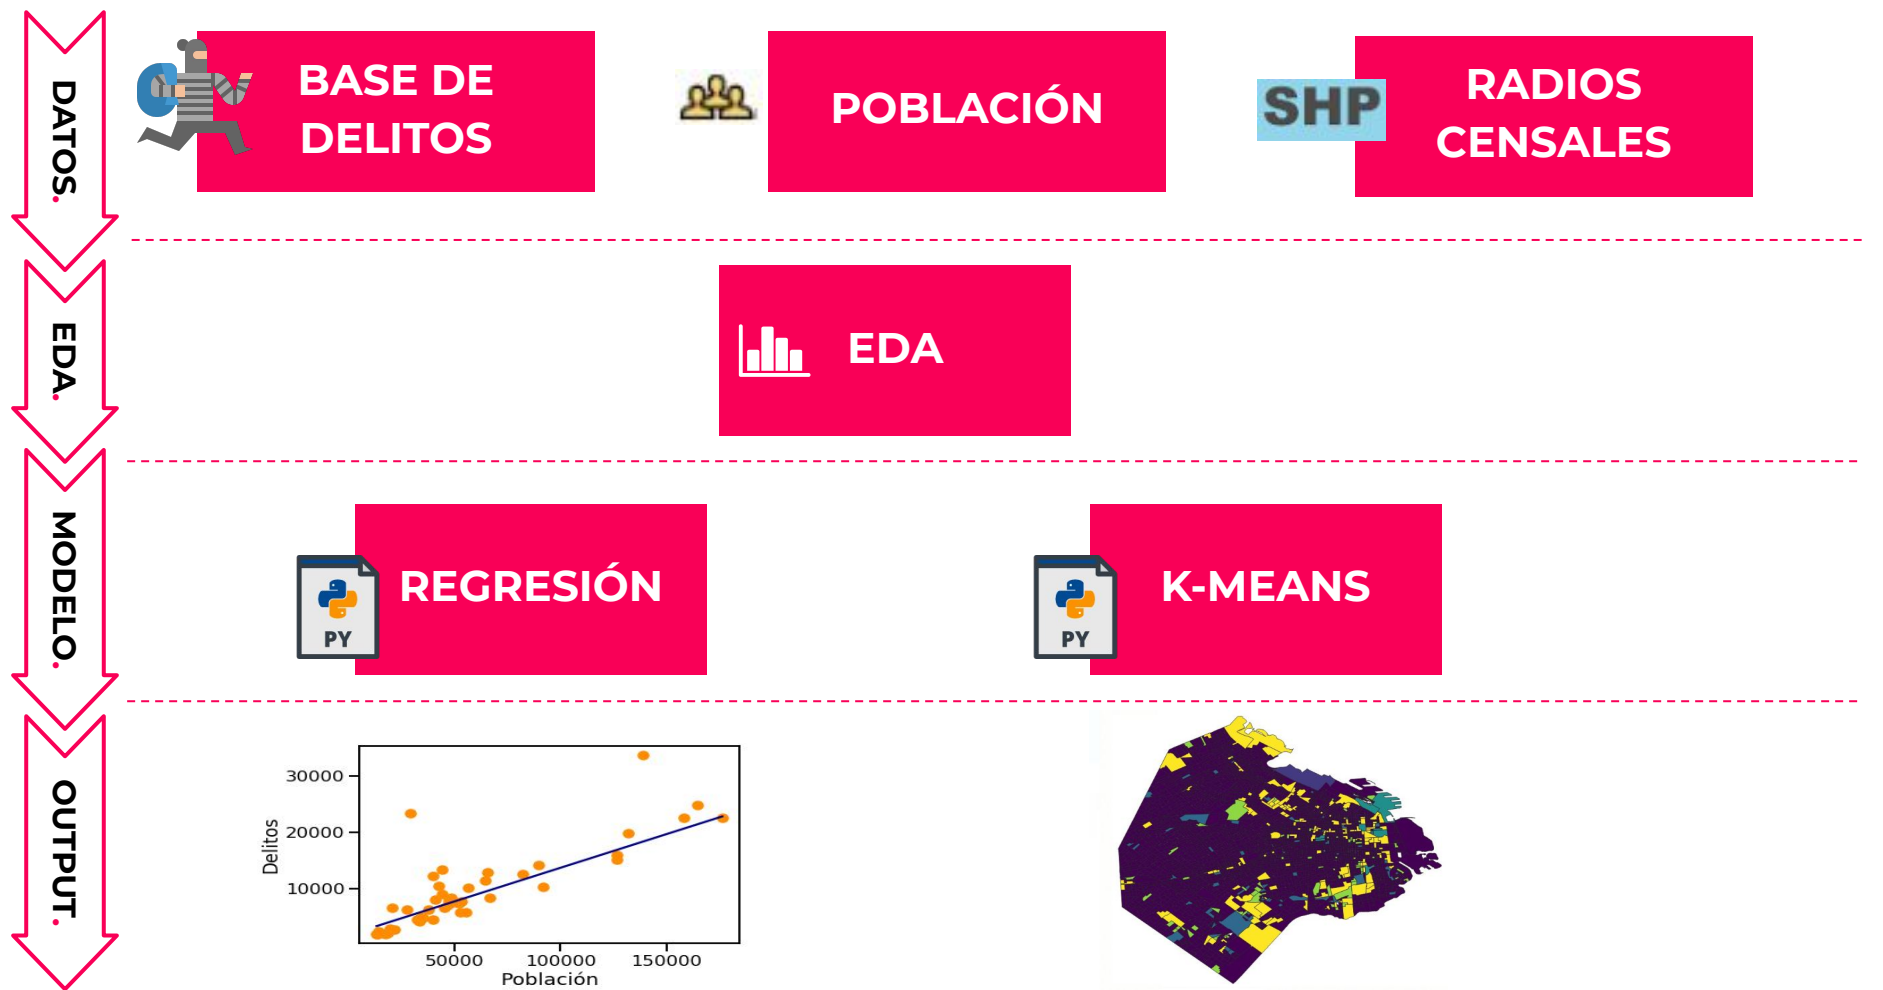 DATOS.
BASE DE
DELITOS
POBLACIÓN
SHP
RADIOS
CENSALES
EDA.
EDA
MODELO.
PY
REGRESIÓN
PY
K-MEANS
OUTPUT.
Delitos
30000
20000
10000
50000
100000
150000
Población